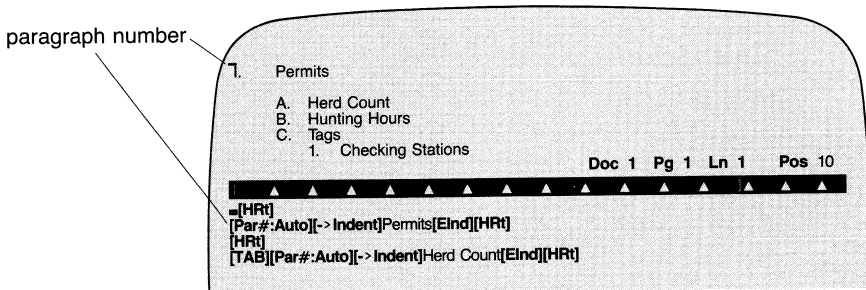 paragraph number
1. Permits
A. Herd Count
B. Hunting Hours
C. Tags
1. Checking Stations
Doc 1 Pg 1 Ln 1 Pos 10
[HRt]
[Par#:Auto][->Indent]Permits[EInd][HRt]
[HRt]
[TAB][Par#:Auto][->Indent]Herd Count[EInd][HRt]